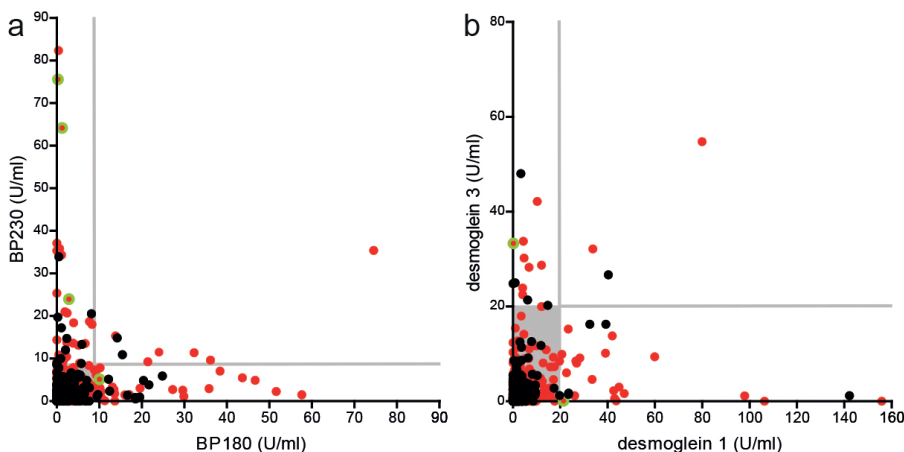 a
90
80
70
60
50
40
30
20
10
0
BP230 (U/ml)
0 10 20 30 40 50 60 70 80 90
BP180 (U/ml)
b
80
60
40
20
0
desmoglein 3 (U/ml)
0 20 40 60 80 100 120 140 160
desmoglein 1 (U/ml)